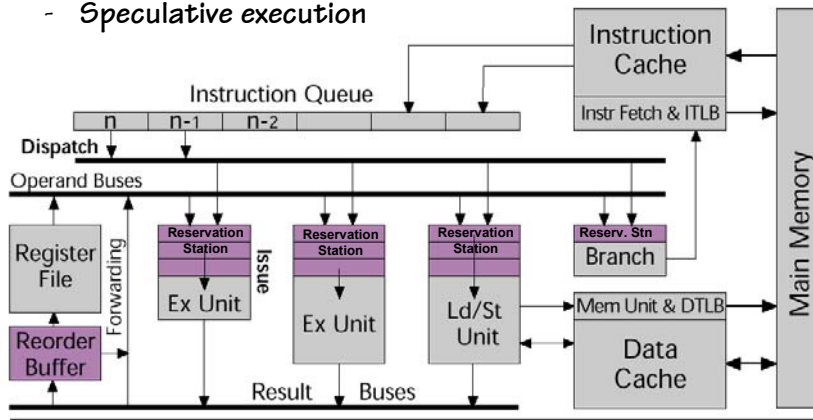 - Speculative execution
Instruction
Cache
Instr Fetch & ITLB
Instruction Queue
n
n-1
n-2
Dispatch
Operand Buses
Main Memory
Register
File
Reorder
Buffer
Forwarding
Reservation
Station
Issue
Ex Unit
Reservation
Station
Ex Unit
Reservation
Station
Ld/St
Unit
Reserv. Stn
Branch
Mem Unit & DTLB
Data
Cache
Result Buses